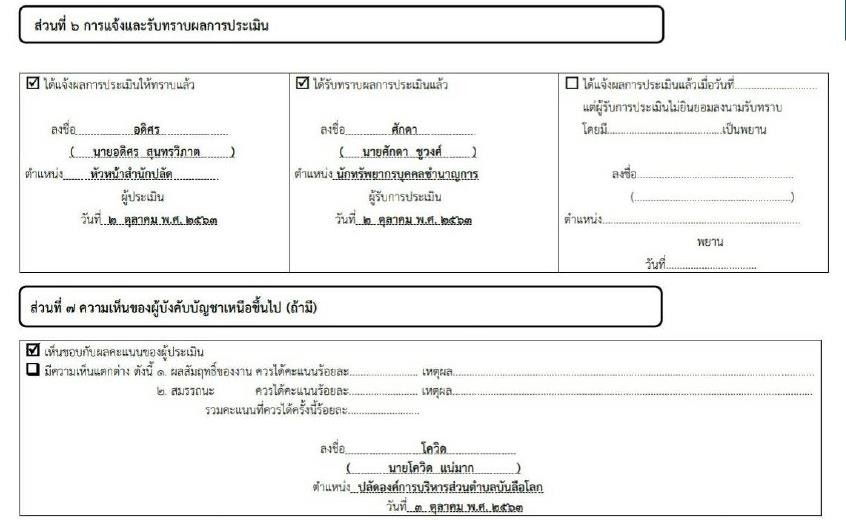 ส่วนที่ ๖ การแจ้งและรับทราบผลการประเมิน
☑ ได้แจ้งผลการประเมินให้ทราบแล้ว
ลงชื่อ.............อดิศร.............
( นายอดิศร สุนทรวิภาต )
ตำแหน่ง......หัวหน้าสำนักปลัด............
ผู้ประเมิน
วันที่ ๒ ตุลาคม พ.ศ. ๒๕๖๓
☑ ได้รับทราบผลการประเมินแล้ว
ลงชื่อ.............ศักดา.............
( นายศักดา ชูวงศ์ )
ตำแหน่ง นักทรัพยากรบุคคลชำนาญการ
ผู้รับการประเมิน
วันที่ ๒ ตุลาคม พ.ศ. ๒๕๖๓
☐ ได้แจ้งผลการประเมินแล้วเมื่อวันที่........................
แต่ผู้รับการประเมินไม่ยินยอมลงนามรับทราบ
โดยมี..................................เป็นพยาน
ลงชื่อ..............................................
(..............................................)
ตำแหน่ง..........................................................
พยาน
วันที่...........................
ส่วนที่ ๗ ความเห็นของผู้บังคับบัญชาเหนือขึ้นไป (ถ้ามี)
☑ เห็นชอบกับผลคะแนนของผู้ประเมิน
☐ มีความเห็นแตกต่าง ดังนี้ ๑. ผลสัมฤทธิ์ของงาน ควรได้คะแนนร้อยละ..................... เหตุผล....................................................
๒. สมรรถนะ ควรได้คะแนนร้อยละ..................... เหตุผล....................................................
รวมคะแนนที่ควรได้ครั้งนี้ร้อยละ.....................
ลงชื่อ.............โควิด.............
( นายโควิด แน่มาก )
ตำแหน่ง ปลัดองค์การบริหารส่วนตำบลบันลือโลก
วันที่ ๓ ตุลาคม พ.ศ. ๒๕๖๓